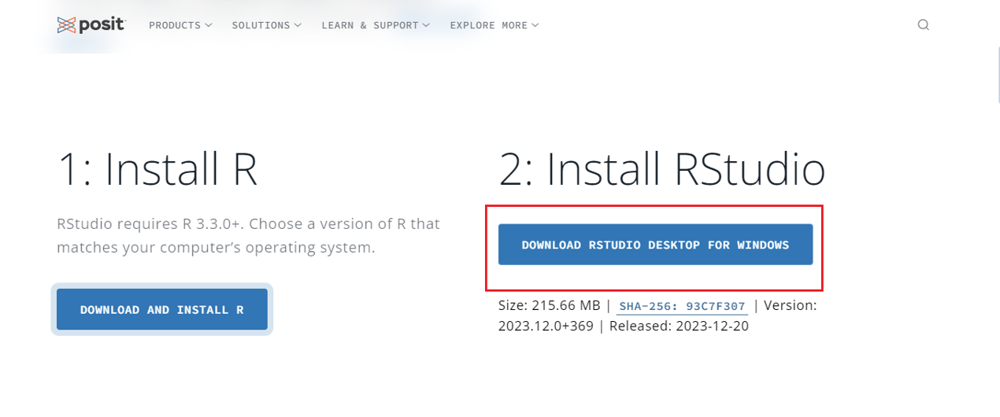 posit
PRODUCTS
SOLUTIONS
LEARN & SUPPORT
EXPLORE MORE
1: Install R
RStudio requires R 3.3.0+. Choose a version of R that
matches your computer’s operating system.
DOWNLOAD AND INSTALL R
2: Install RStudio
DOWNLOAD RSTUDIO DESKTOP FOR WINDOWS
Size: 215.66 MB | SHA-256: 93C7F307 | Version:
2023.12.0+369 | Released: 2023-12-20